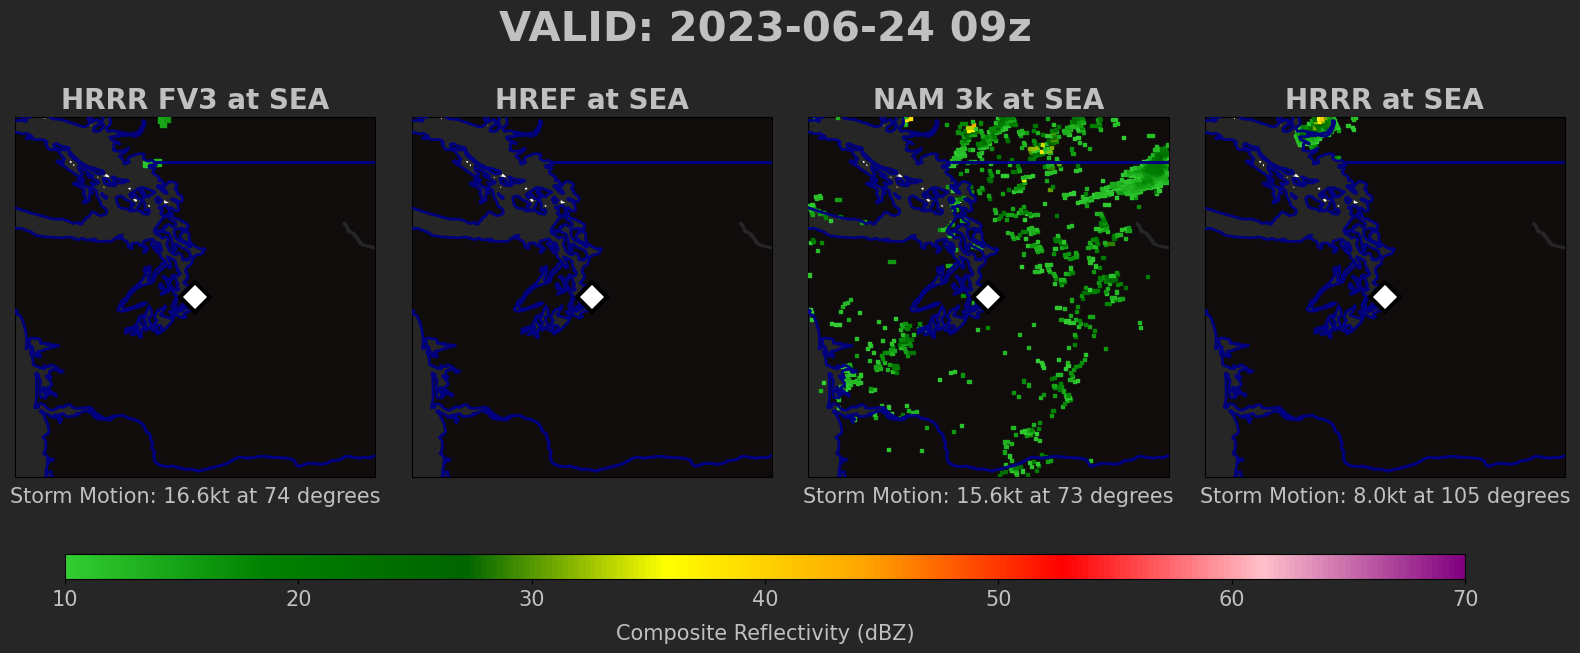 VALID: 2023-06-24 09z
HRRR FV3 at SEA
HREF at SEA
NAM 3k at SEA
HRRR at SEA
Storm Motion: 16.6kt at 74 degrees
Storm Motion: 15.6kt at 73 degrees
Storm Motion: 8.0kt at 105 degrees
10 20 30 40 50 60 70
Composite Reflectivity (dBZ)